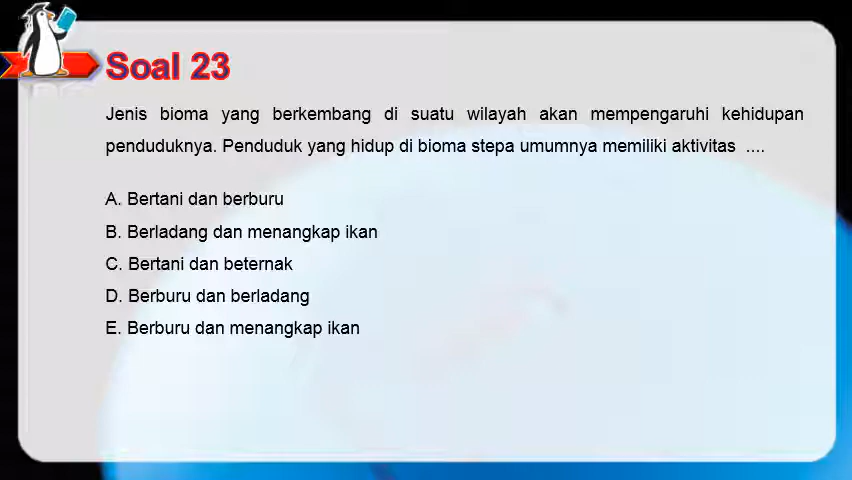 Soal 23
Jenis bioma yang berkembang di suatu wilayah akan mempengaruhi kehidupan
penduduknya. Penduduk yang hidup di bioma stepa umumnya memiliki aktivitas ....
A. Bertani dan berburu
B. Berladang dan menangkap ikan
C. Bertani dan beternak
D. Berburu dan berladang
E. Berburu dan menangkap ikan